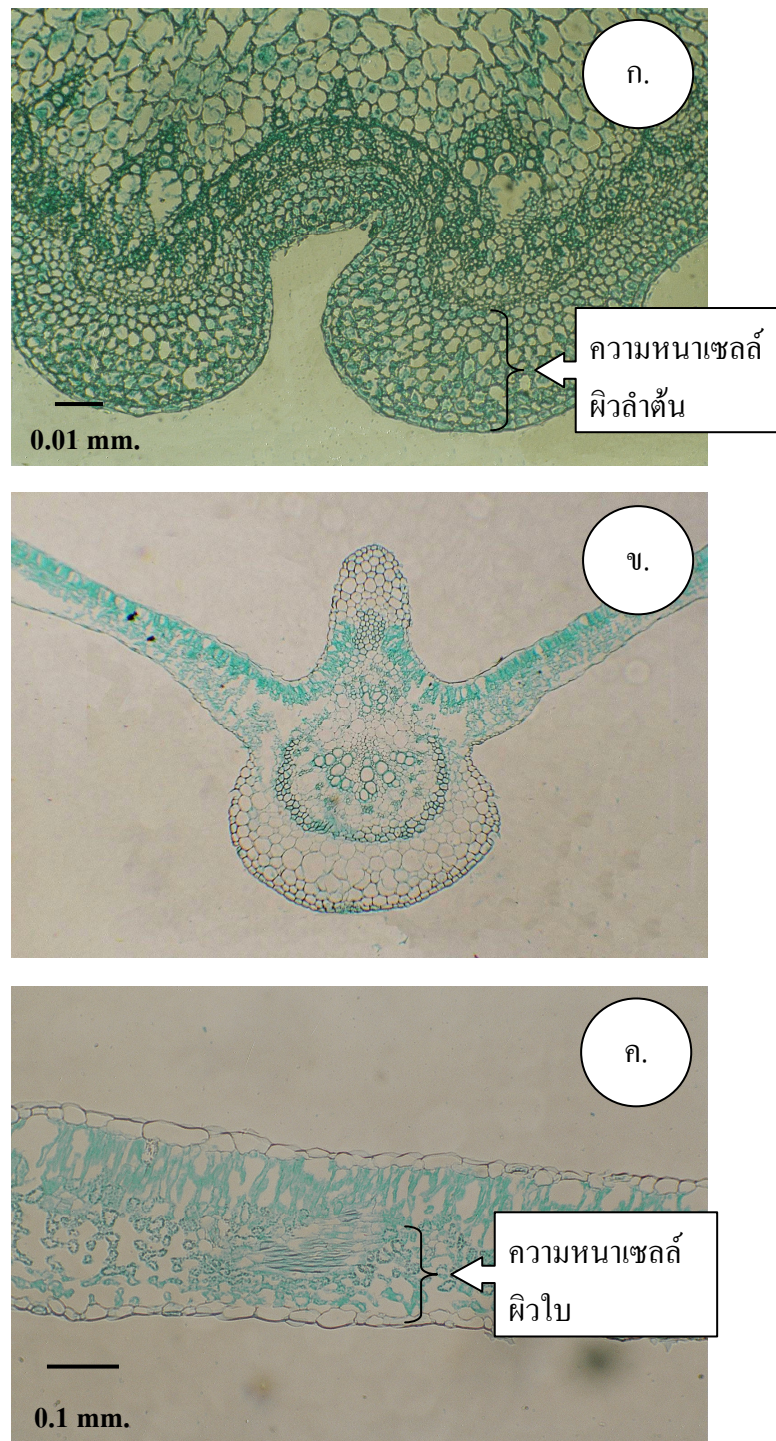 ก.
ความหนาเซลล์
ผิวลำต้น
0.01 mm.
ข.
ค.
ความหนาเซลล์
ผิวใบ
0.1 mm.